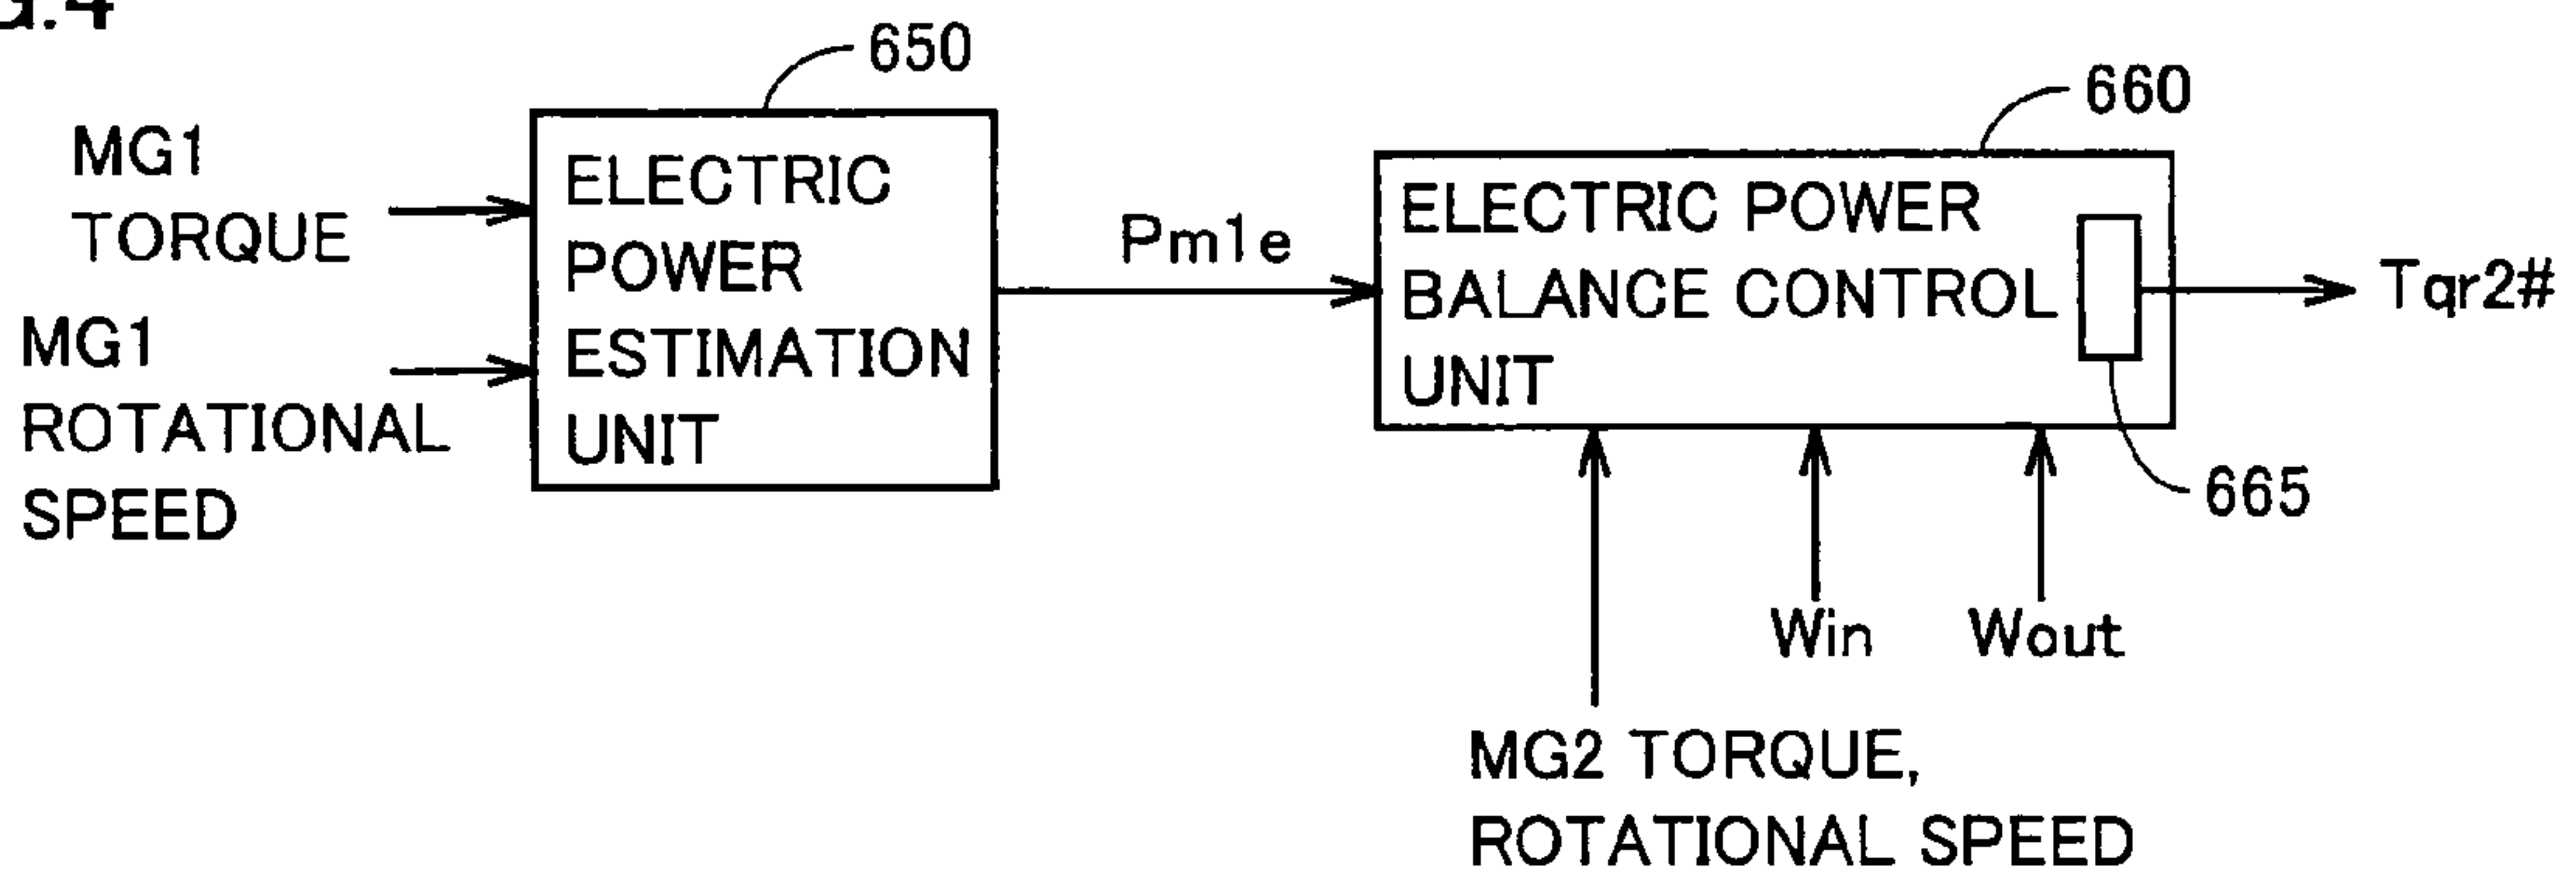 G.4
650
MG1
TORQUE
MG1
ROTATIONAL
SPEED
ELECTRIC
POWER
ESTIMATION
UNIT
Pm1e
660
ELECTRIC POWER
BALANCE CONTROL
UNIT
Tqr2#
665
Win
Wout
MG2 TORQUE,
ROTATIONAL SPEED